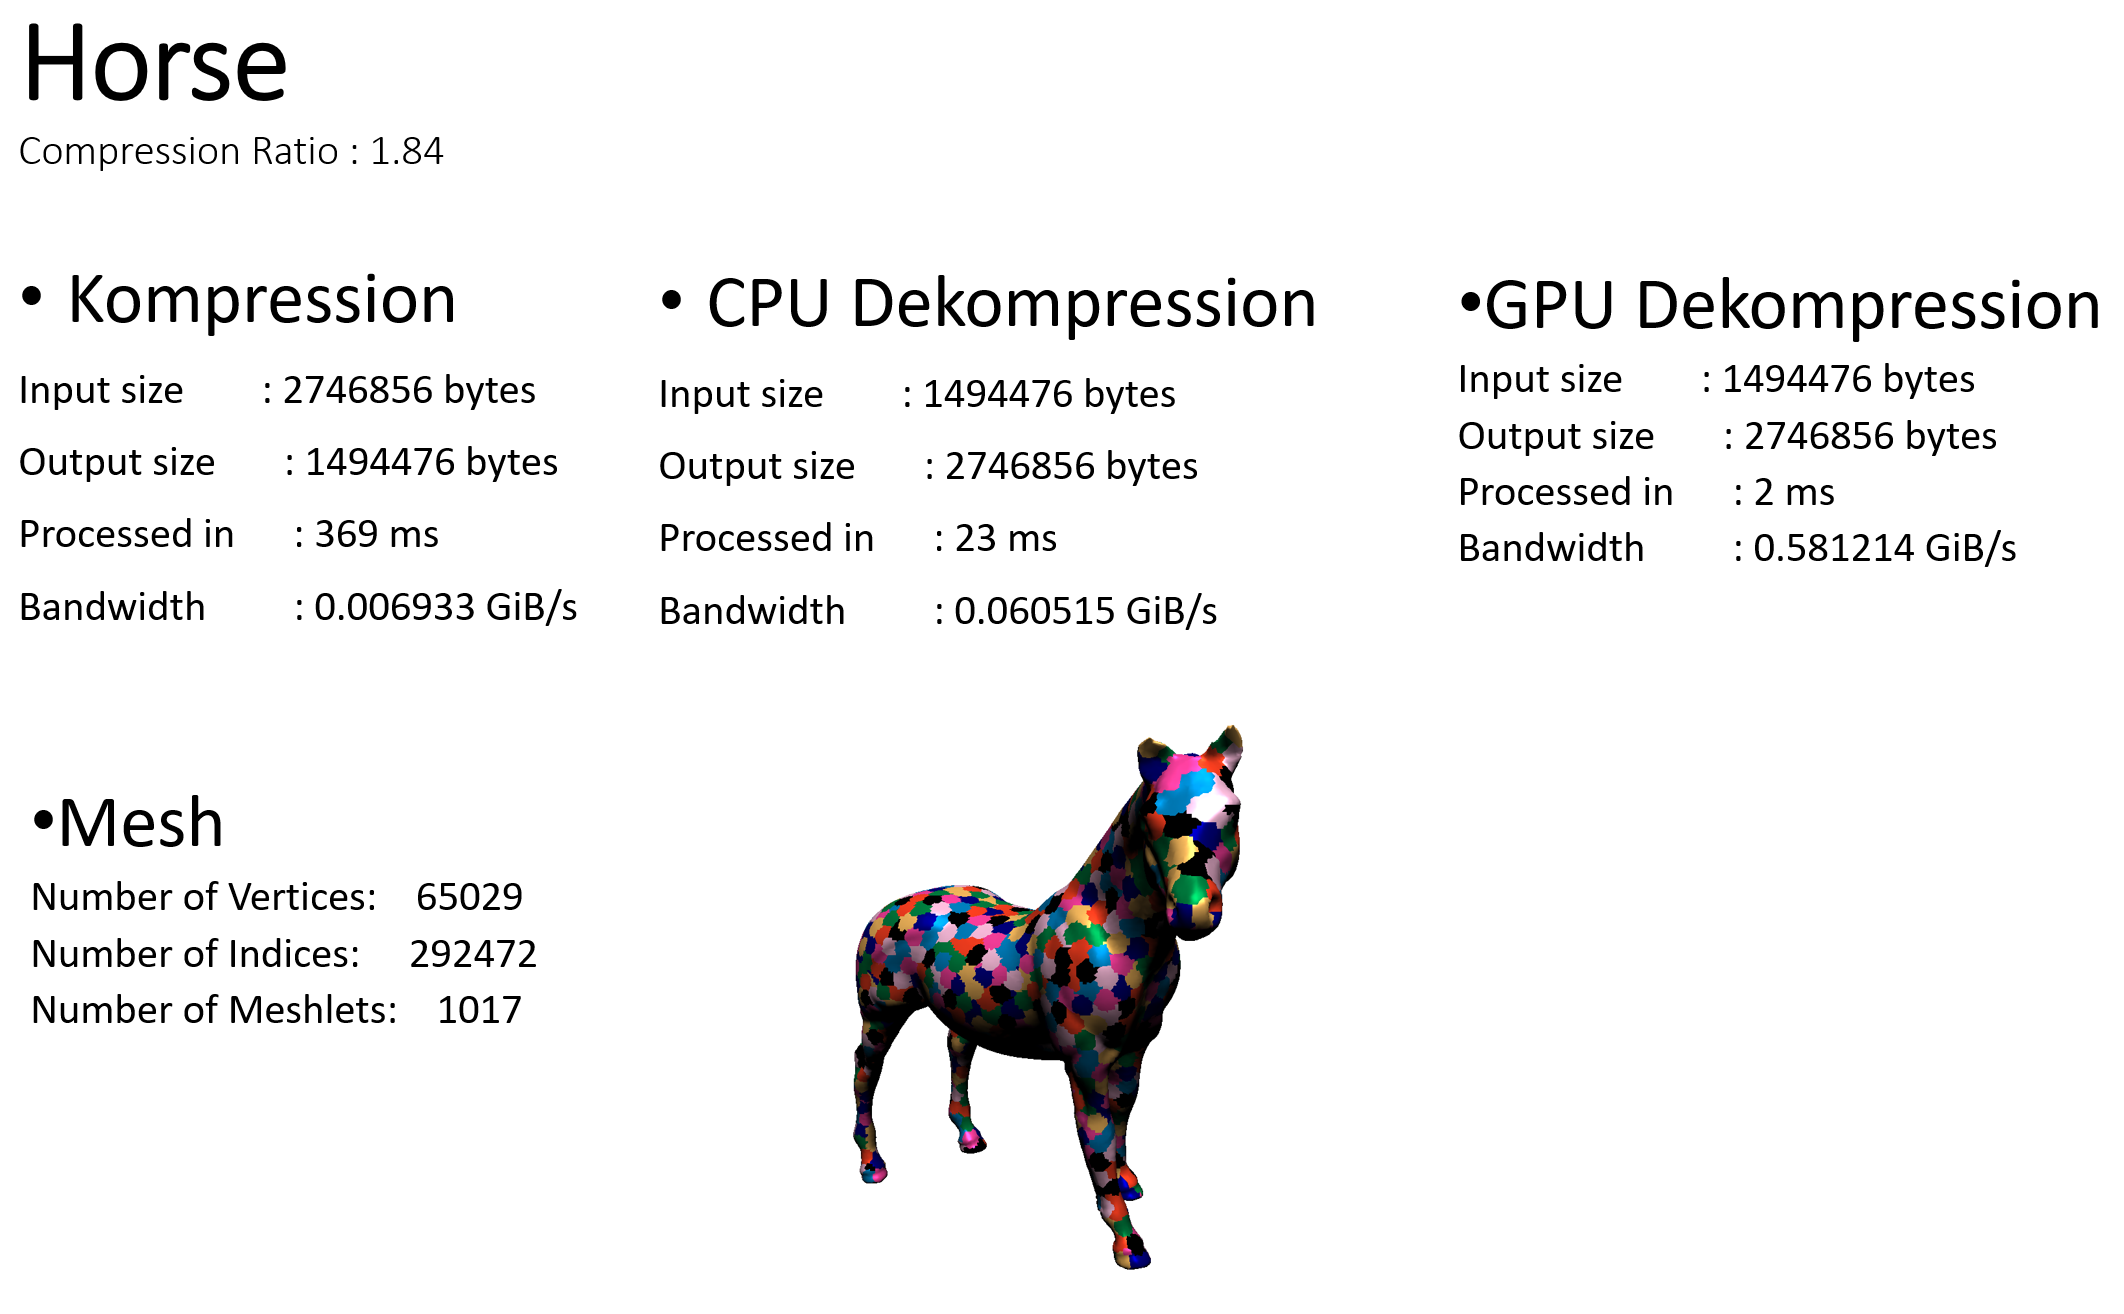 Horse
Compression Ratio : 1.84
• Kompression
Input size : 2746856 bytes
Output size : 1494476 bytes
Processed in : 369 ms
Bandwidth : 0.006933 GiB/s
• CPU Dekompression
Input size : 1494476 bytes
Output size : 2746856 bytes
Processed in : 23 ms
Bandwidth : 0.060515 GiB/s
•GPU Dekompression
Input size : 1494476 bytes
Output size : 2746856 bytes
Processed in : 2 ms
Bandwidth : 0.581214 GiB/s
•Mesh
Number of Vertices: 65029
Number of Indices: 292472
Number of Meshlets: 1017